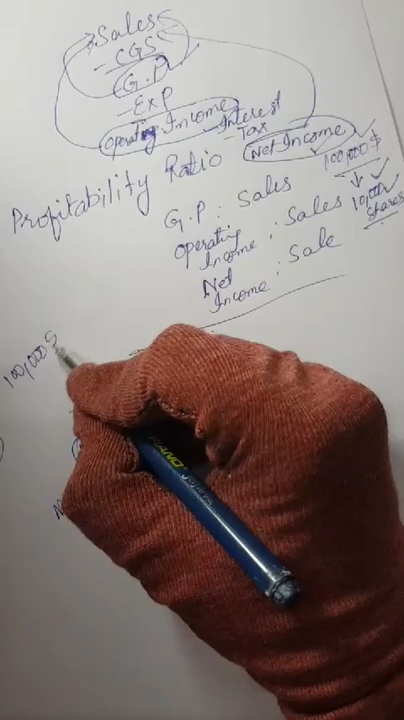 Sales
- CGS
G.P
- EXP
Operating Income
- Interest
- Tax
Net Income
100,000 $
10,000
shares
Profitability Ratio
G.P : Sales
Operating
Income : Sales
Net
Income : Sale
100,000 $
PIANO